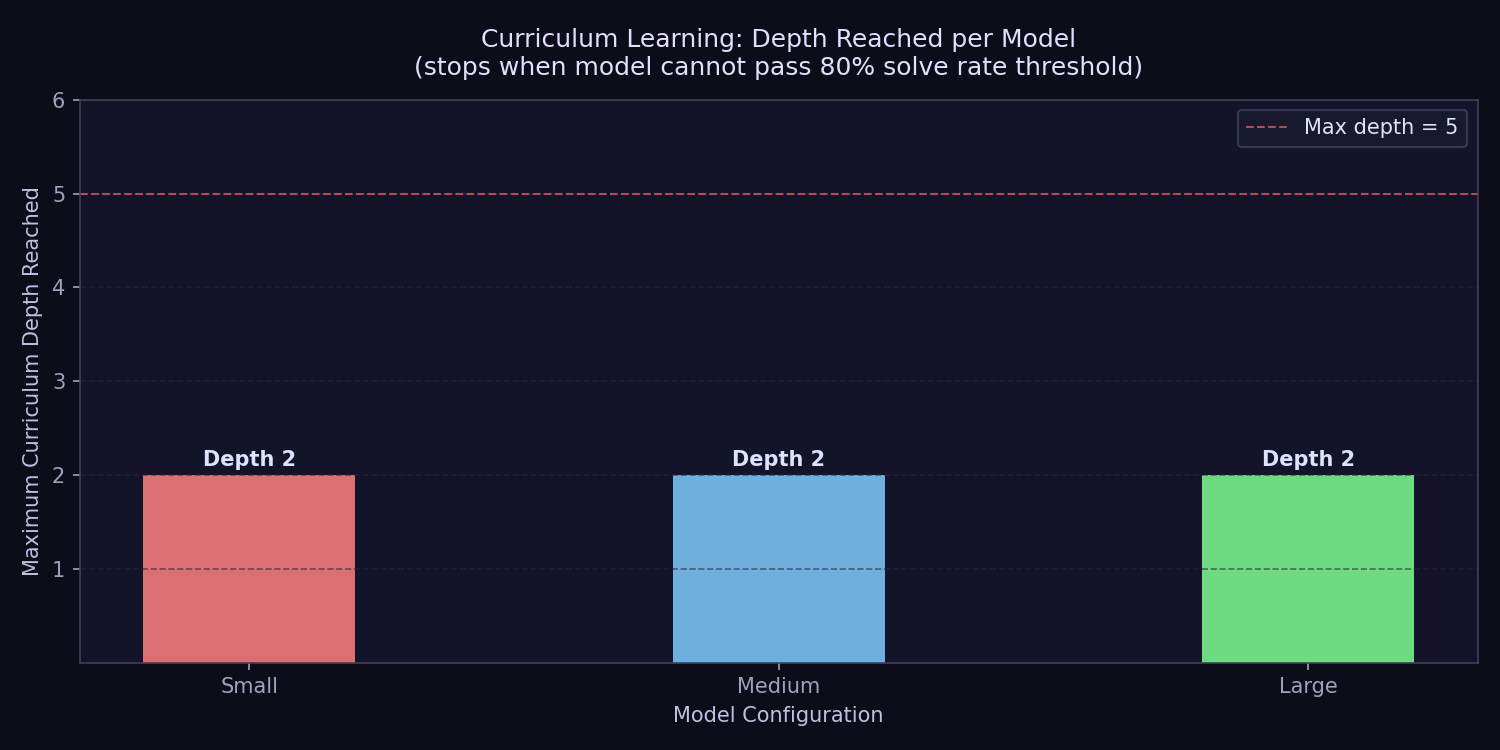 Curriculum Learning: Depth Reached per Model
(stops when model cannot pass 80% solve rate threshold)
Max depth = 5
Maximum Curriculum Depth Reached
6
5
4
3
2
1
Depth 2
Depth 2
Depth 2
Small
Medium
Large
Model Configuration